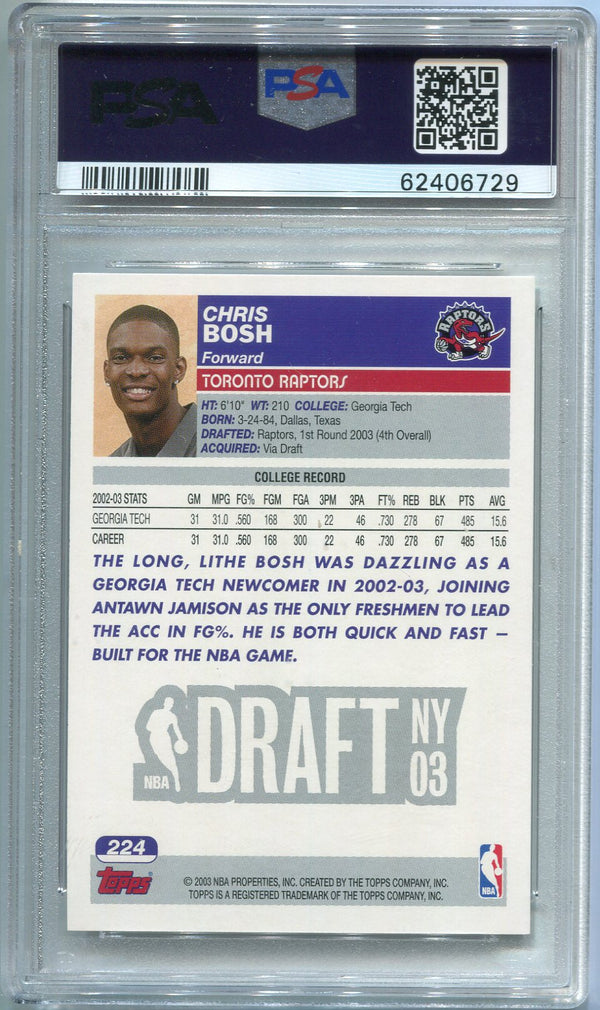 PSA
PSA
62406729
CHRIS
BOSH
Forward
RAPTORS
TORONTO RAPTORS
HT: 6'10" WT: 210 COLLEGE: Georgia Tech
BORN: 3-24-84, Dallas, Texas
DRAFTED: Raptors, 1st Round 2003 (4th Overall)
ACQUIRED: Via Draft
COLLEGE RECORD
2002-03 STATS GM MPG FG% FGM FGA 3PM 3PA FT% REB BLK PTS AVG
GEORGIA TECH 31 31.0 .560 168 300 22 46 .730 278 67 485 15.6
CAREER 31 31.0 .560 168 300 22 46 .730 278 67 485 15.6
THE LONG, LITHE BOSH WAS DAZZLING AS A
GEORGIA TECH NEWCOMER IN 2002-03, JOINING
ANTAWN JAMISON AS THE ONLY FRESHMEN TO LEAD
THE ACC IN FG%. HE IS BOTH QUICK AND FAST –
BUILT FOR THE NBA GAME.
NBA DRAFT NY 03
224
Topps
© 2003 NBA PROPERTIES, INC. CREATED BY THE TOPPS COMPANY, INC.
TOPPS IS A REGISTERED TRADEMARK OF THE TOPPS COMPANY, INC.
NBA